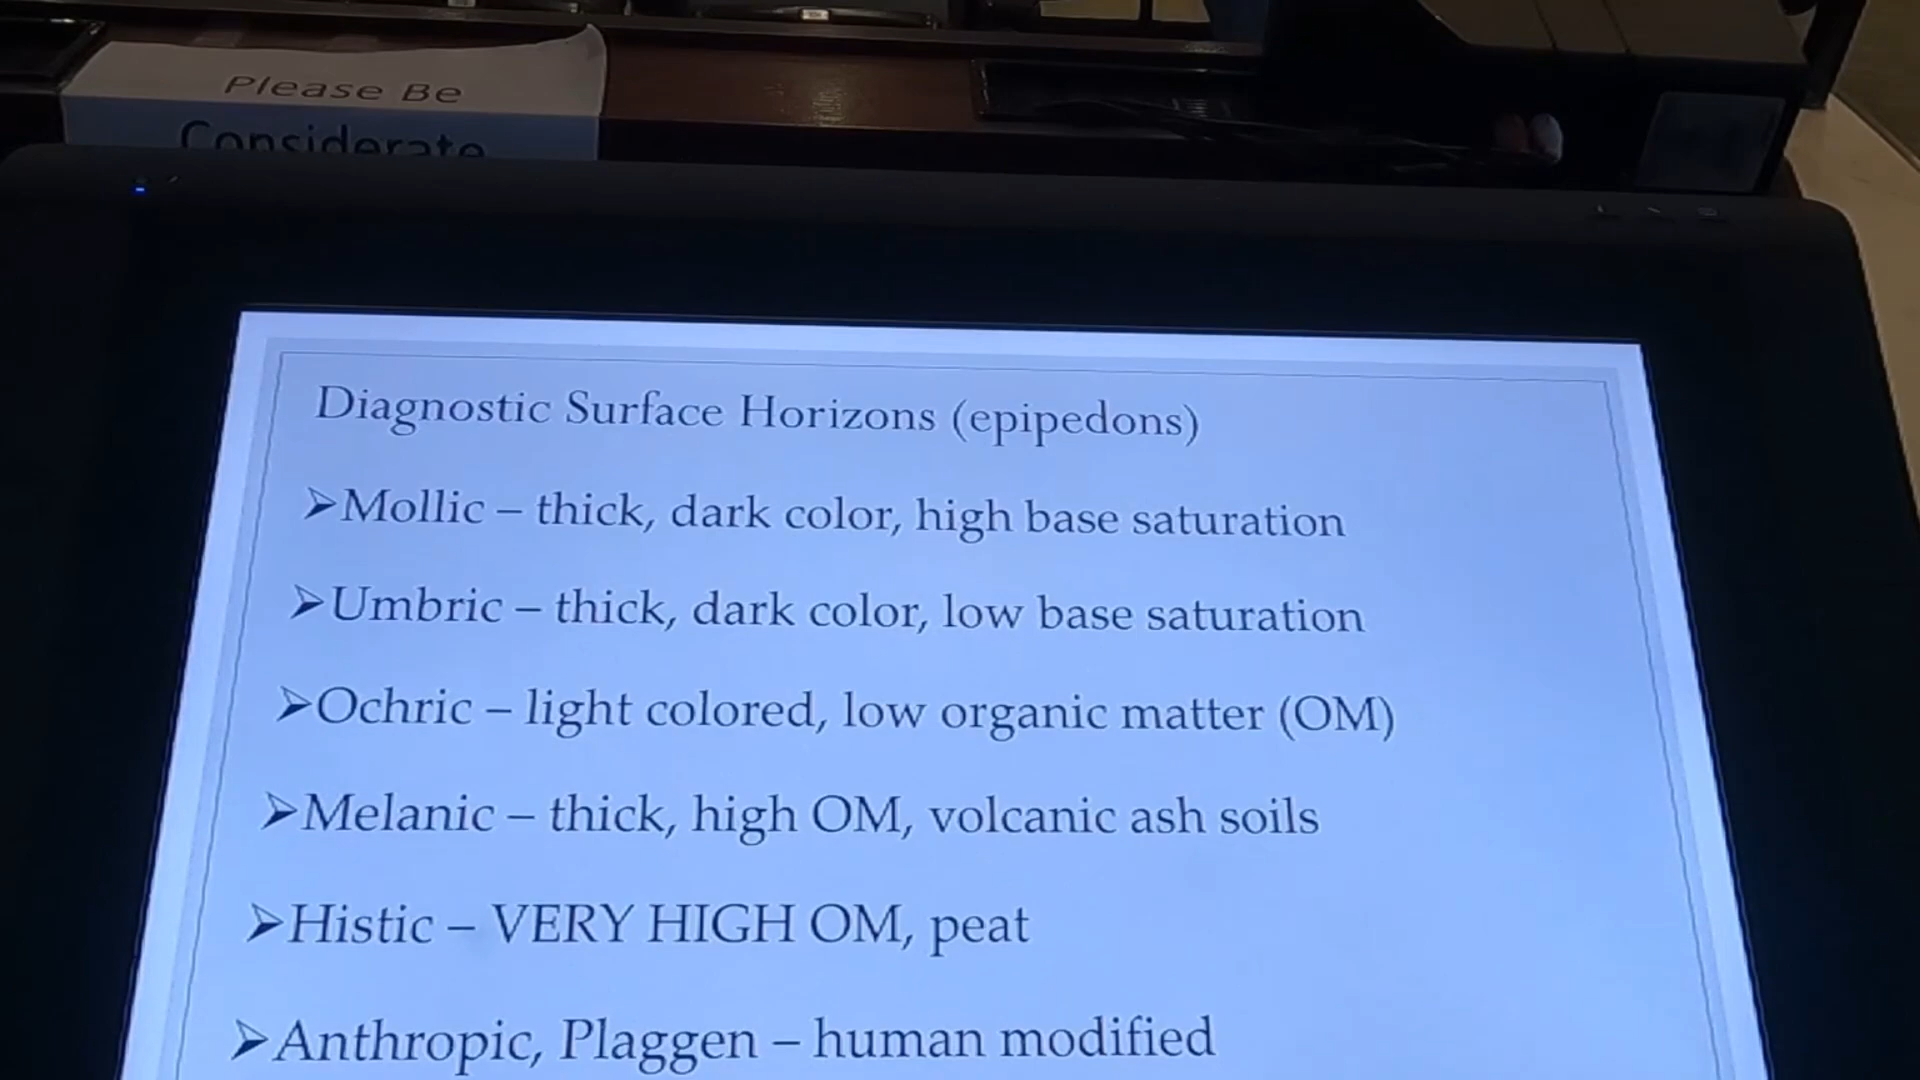 Please Be
Considerate
Diagnostic Surface Horizons (epipedons)
➢Mollic – thick, dark color, high base saturation
➢Umbric – thick, dark color, low base saturation
➢Ochric – light colored, low organic matter (OM)
➢Melanic – thick, high OM, volcanic ash soils
➢Histic – VERY HIGH OM, peat
➢Anthropic, Plaggen – human modified